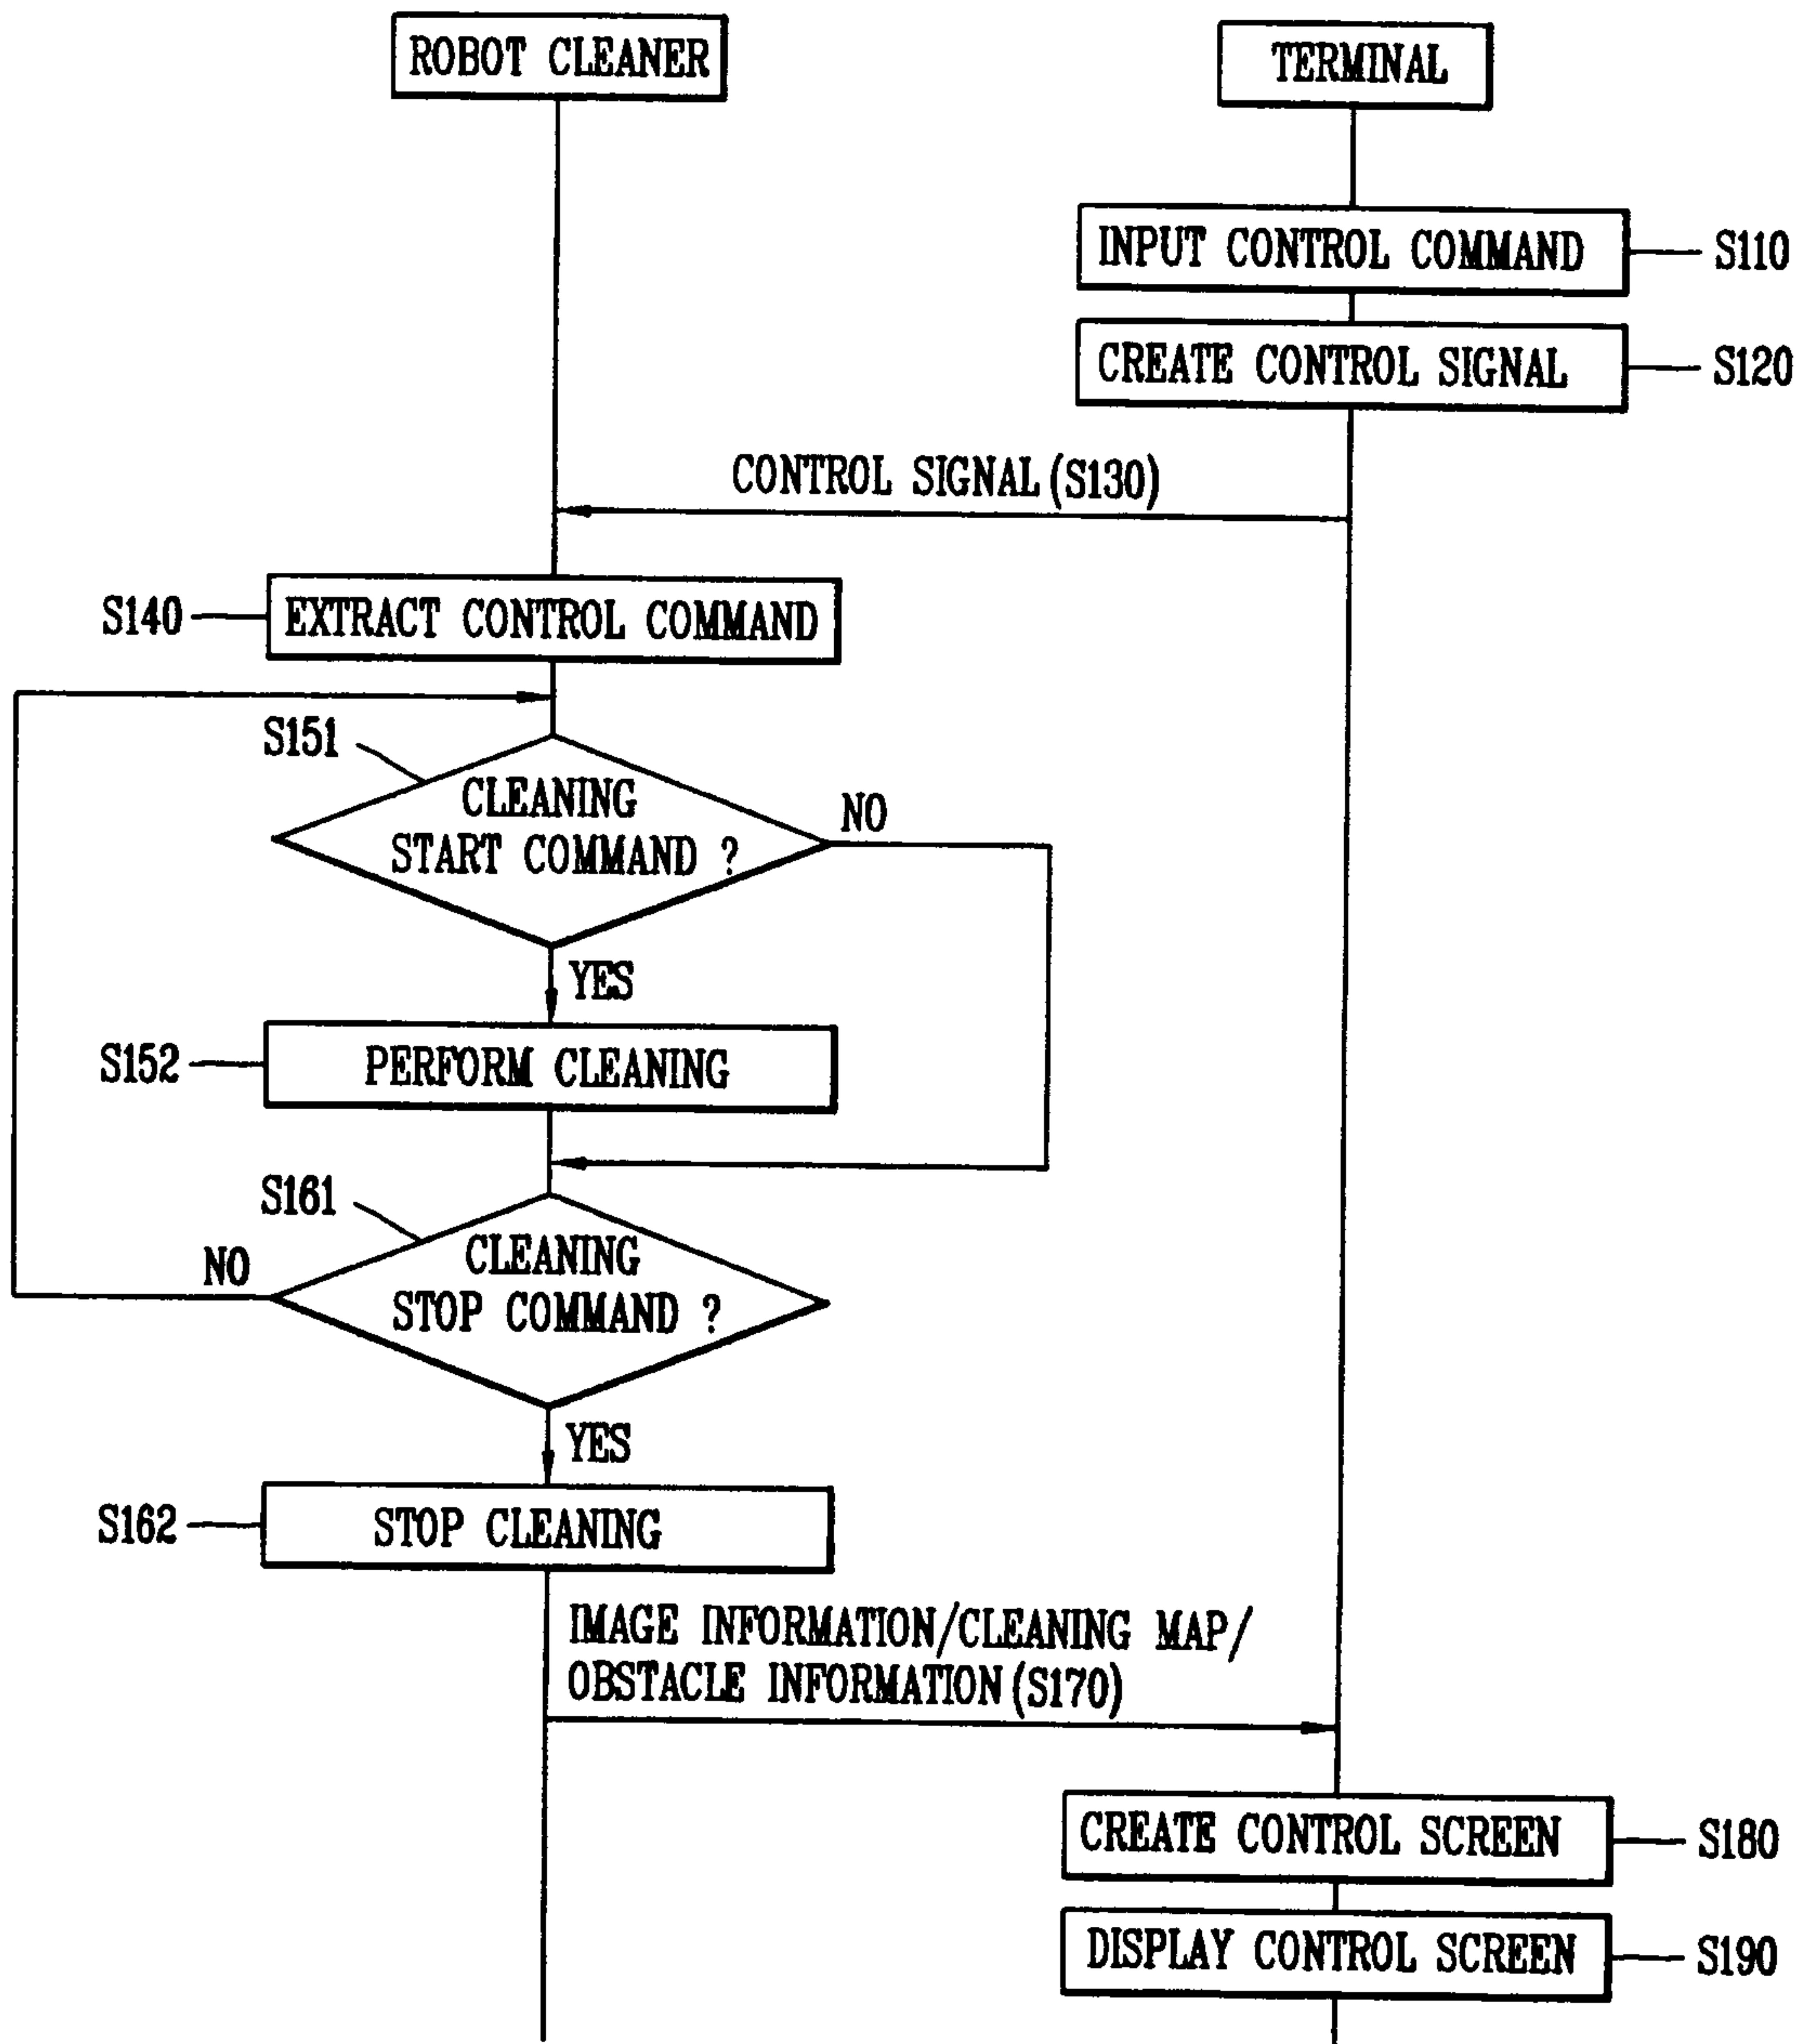 ROBOT CLEANER
TERMINAL
INPUT CONTROL COMMAND
S110
CREATE CONTROL SIGNAL
S120
CONTROL SIGNAL(S130)
S140
EXTRACT CONTROL COMMAND
S151
CLEANING
START COMMAND ?
NO
YES
S152
PERFORM CLEANING
S161
CLEANING
STOP COMMAND ?
NO
YES
S162
STOP CLEANING
IMAGE INFORMATION/CLEANING MAP/
OBSTACLE INFORMATION(S170)
CREATE CONTROL SCREEN
S180
DISPLAY CONTROL SCREEN
S190